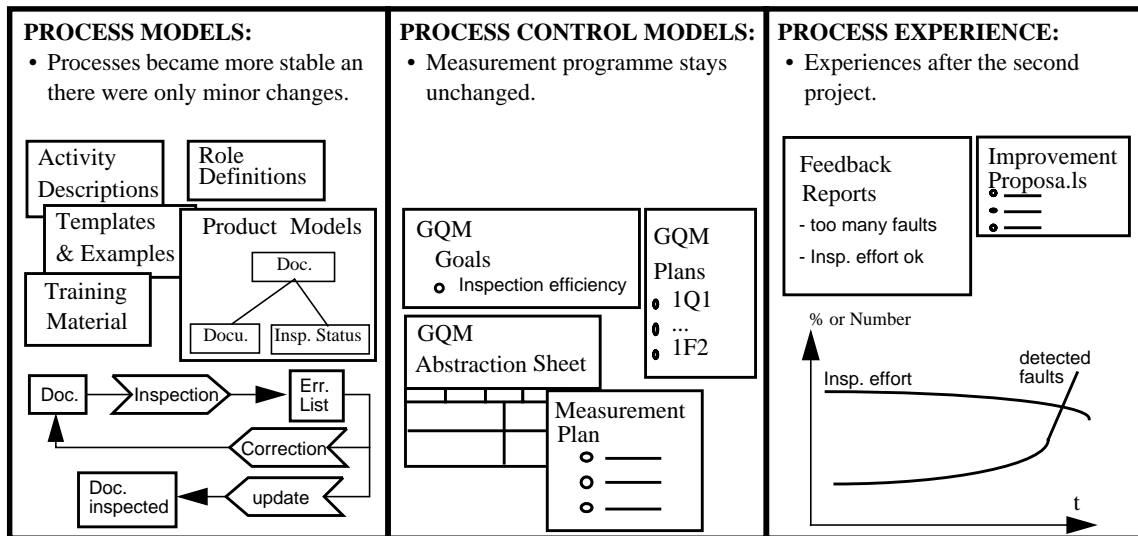 PROCESS MODELS:
• Processes became more stable an
there were only minor changes.
Activity
Descriptions
Role
Definitions
Templates
& Examples
Product Models
Doc.
Docu.
Insp. Status
Training
Material
Doc.
Inspection
Err.
List
Correction
Doc.
inspected
update
PROCESS CONTROL MODELS:
• Measurement programme stays
unchanged.
GQM
Goals
Inspection efficiency
GQM
Plans
1Q1
...
1F2
GQM
Abstraction Sheet
Measurement
Plan
PROCESS EXPERIENCE:
• Experiences after the second
project.
Feedback
Reports
- too many faults
- Insp. effort ok
Improvement
Proposa.ls
% or Number
detected
faults
Insp. effort
t